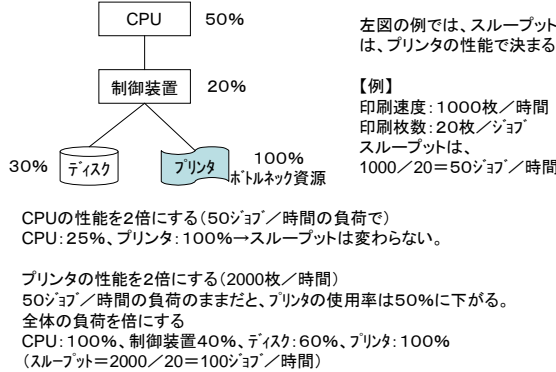 CPU 50%
制御装置 20%
30% ディスク
プリンタ 100%
ボトルネック資源
左図の例では、スループット
は、プリンタの性能で決まる
【例】
印刷速度：1000枚／時間
印刷枚数：20枚／ジョブ
スループットは、
1000／20＝50ジョブ／時間
CPUの性能を2倍にする（50ジョブ／時間の負荷で）
CPU：25%、プリンタ：100%→スループットは変わらない。
プリンタの性能を2倍にする（2000枚／時間）
50ジョブ／時間の負荷のままだと、プリンタの使用率は50%に下がる。
全体の負荷を倍にする
CPU：100%、制御装置40%、ディスク：60%、プリンタ：100%
（スループット＝2000／20＝100ジョブ／時間）